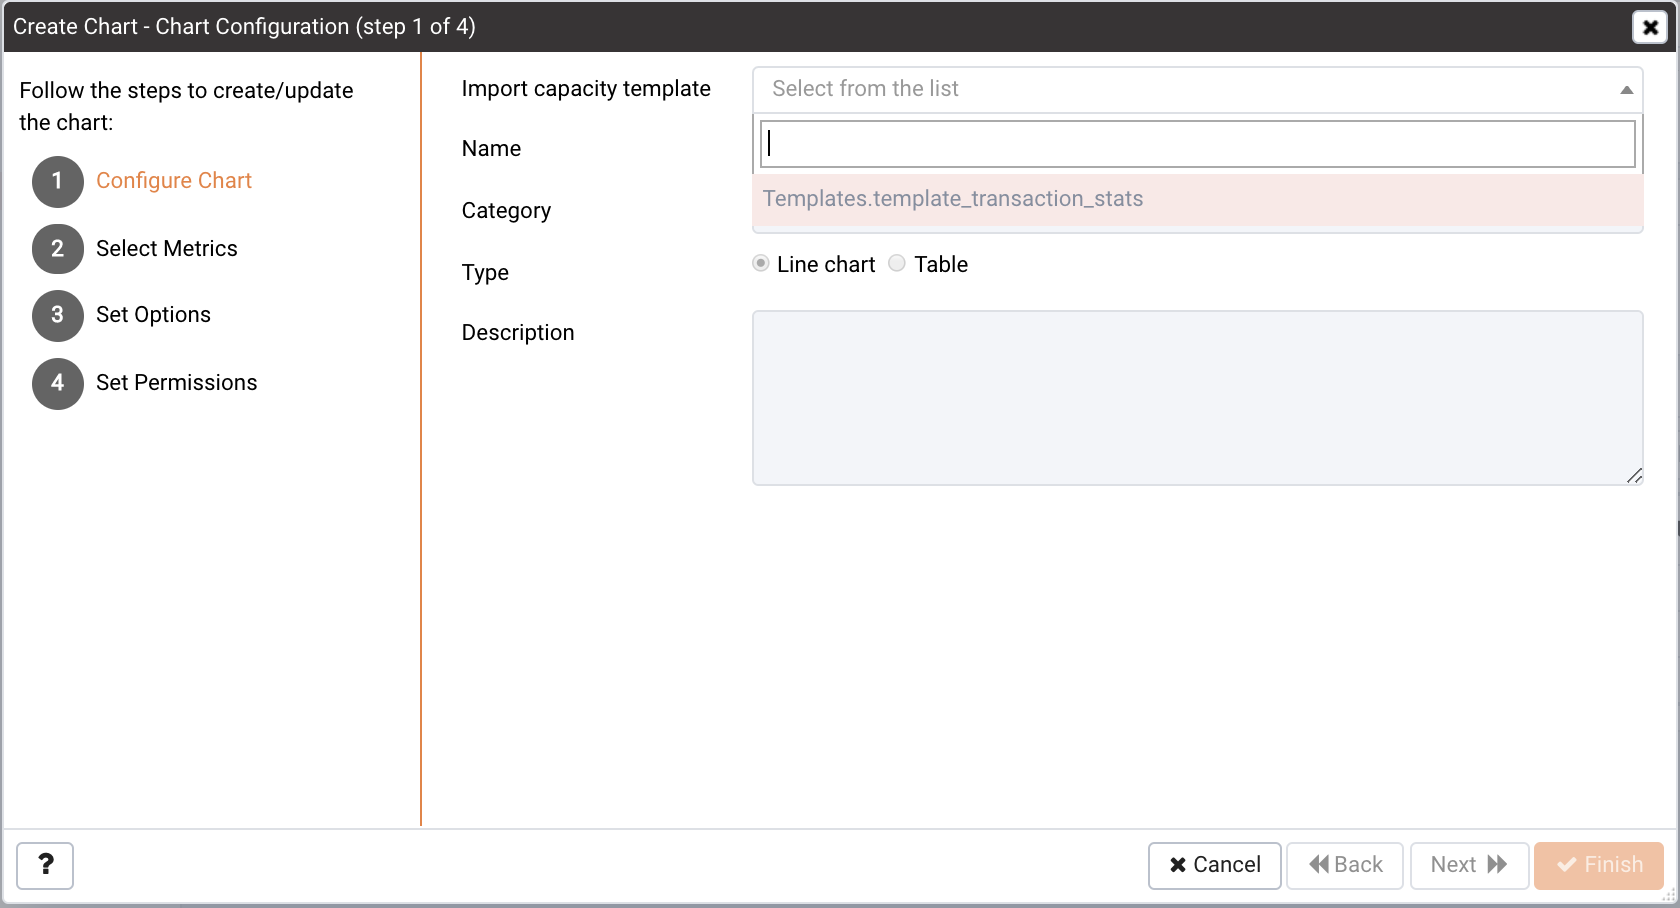 Create Chart - Chart Configuration (step 1 of 4)
Follow the steps to create/update
the chart:
1 Configure Chart
2 Select Metrics
3 Set Options
4 Set Permissions
Import capacity template
Select from the list
Name
Templates.template_transaction_stats
Category
Type
Line chart
Table
Description
?
Cancel
Back
Next
Finish